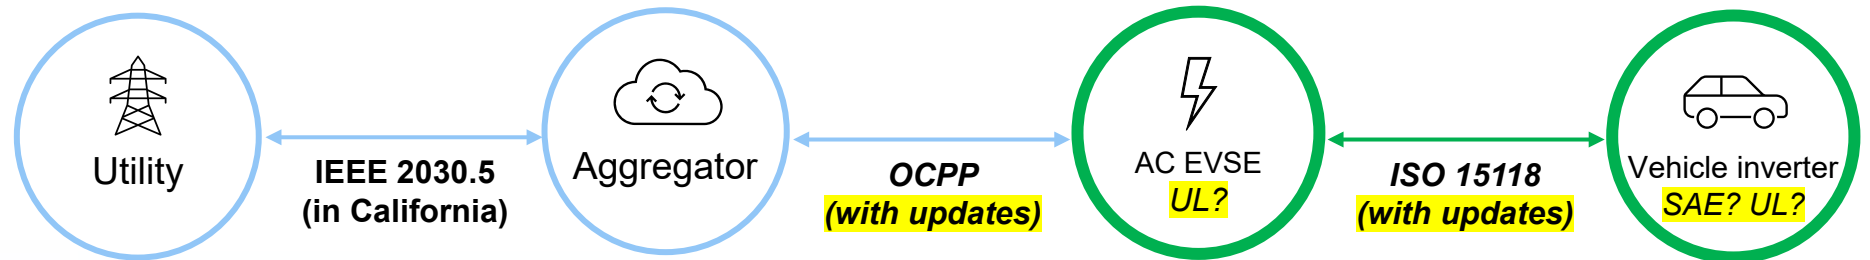 Utility
IEEE 2030.5
(in California)
Aggregator
OCPP
(with updates)
AC EVSE
UL?
ISO 15118
(with updates)
Vehicle inverter
SAE? UL?